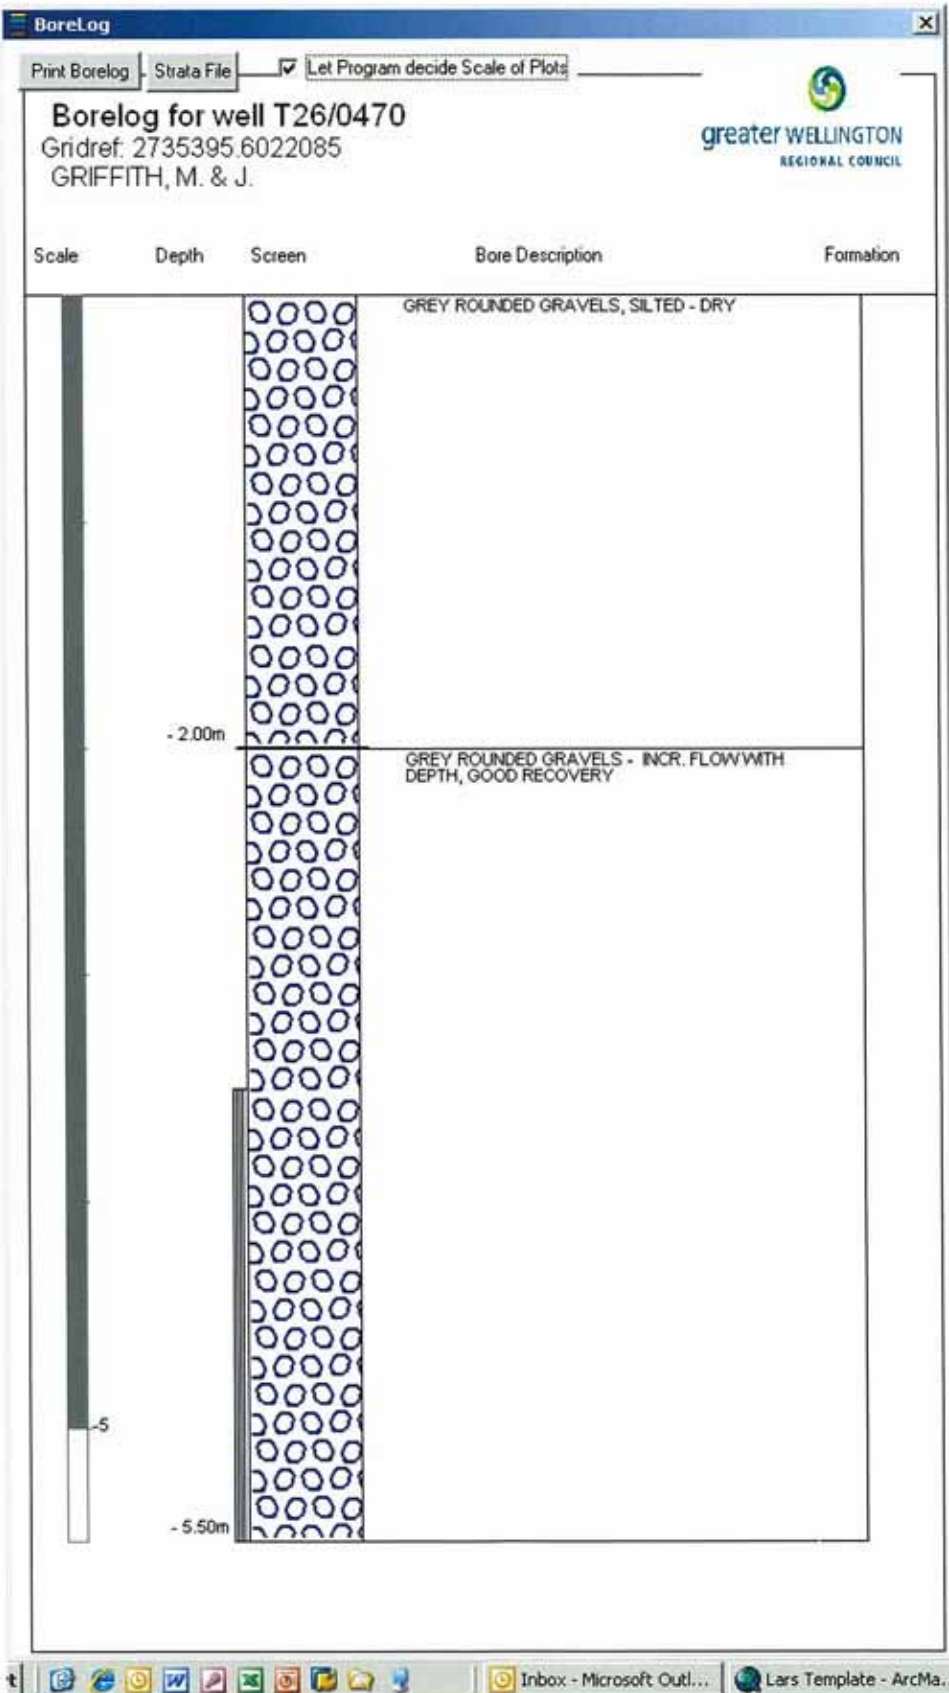 BoreLog
Print Borelog Strata File Let Program decide Scale of Plots
Borelog for well T26/0470
Gridref: 2735395.6022085
GRIFFITH, M. & J.
greater WELLINGTON
REGIONAL COUNCIL
Scale Depth Screen Bore Description Formation
GREY ROUNDED GRAVELS, SILTED - DRY
- 2.00m
GREY ROUNDED GRAVELS - INCR. FLOW WITH
DEPTH, GOOD RECOVERY
-5
- 5.50m
t Inbox - Microsoft Outl... Lars Template - ArcMa.